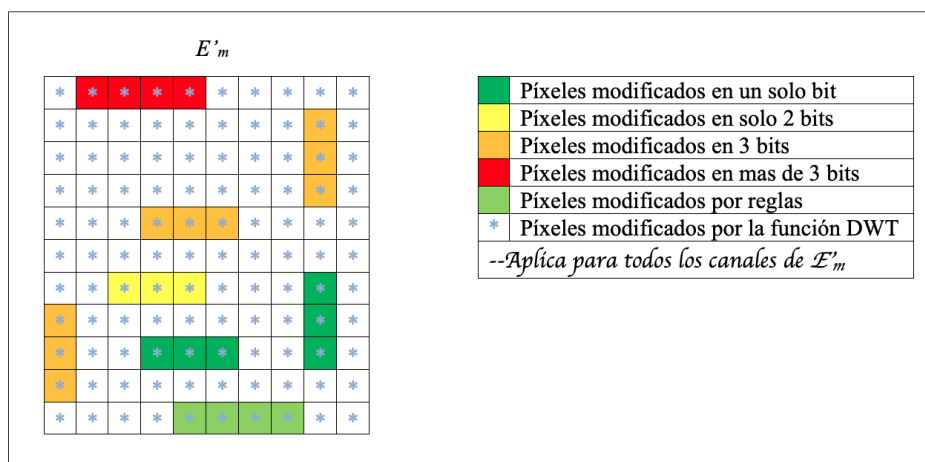 E’m
* * * * * * * * * *
* * * * * * * * * *
* * * * * * * * * *
* * * * * * * * * *
* * * * * * * * * *
* * * * * * * * * *
* * * * * * * * * *
* * * * * * * * * *
* * * * * * * * * *
* * * * * * * * * *
* * * * * * * * * *
Píxeles modificados en un solo bit
Píxeles modificados en solo 2 bits
Píxeles modificados en 3 bits
Píxeles modificados en mas de 3 bits
Píxeles modificados por reglas
* Píxeles modificados por la función DWT
--Aplica para todos los canales de E’m